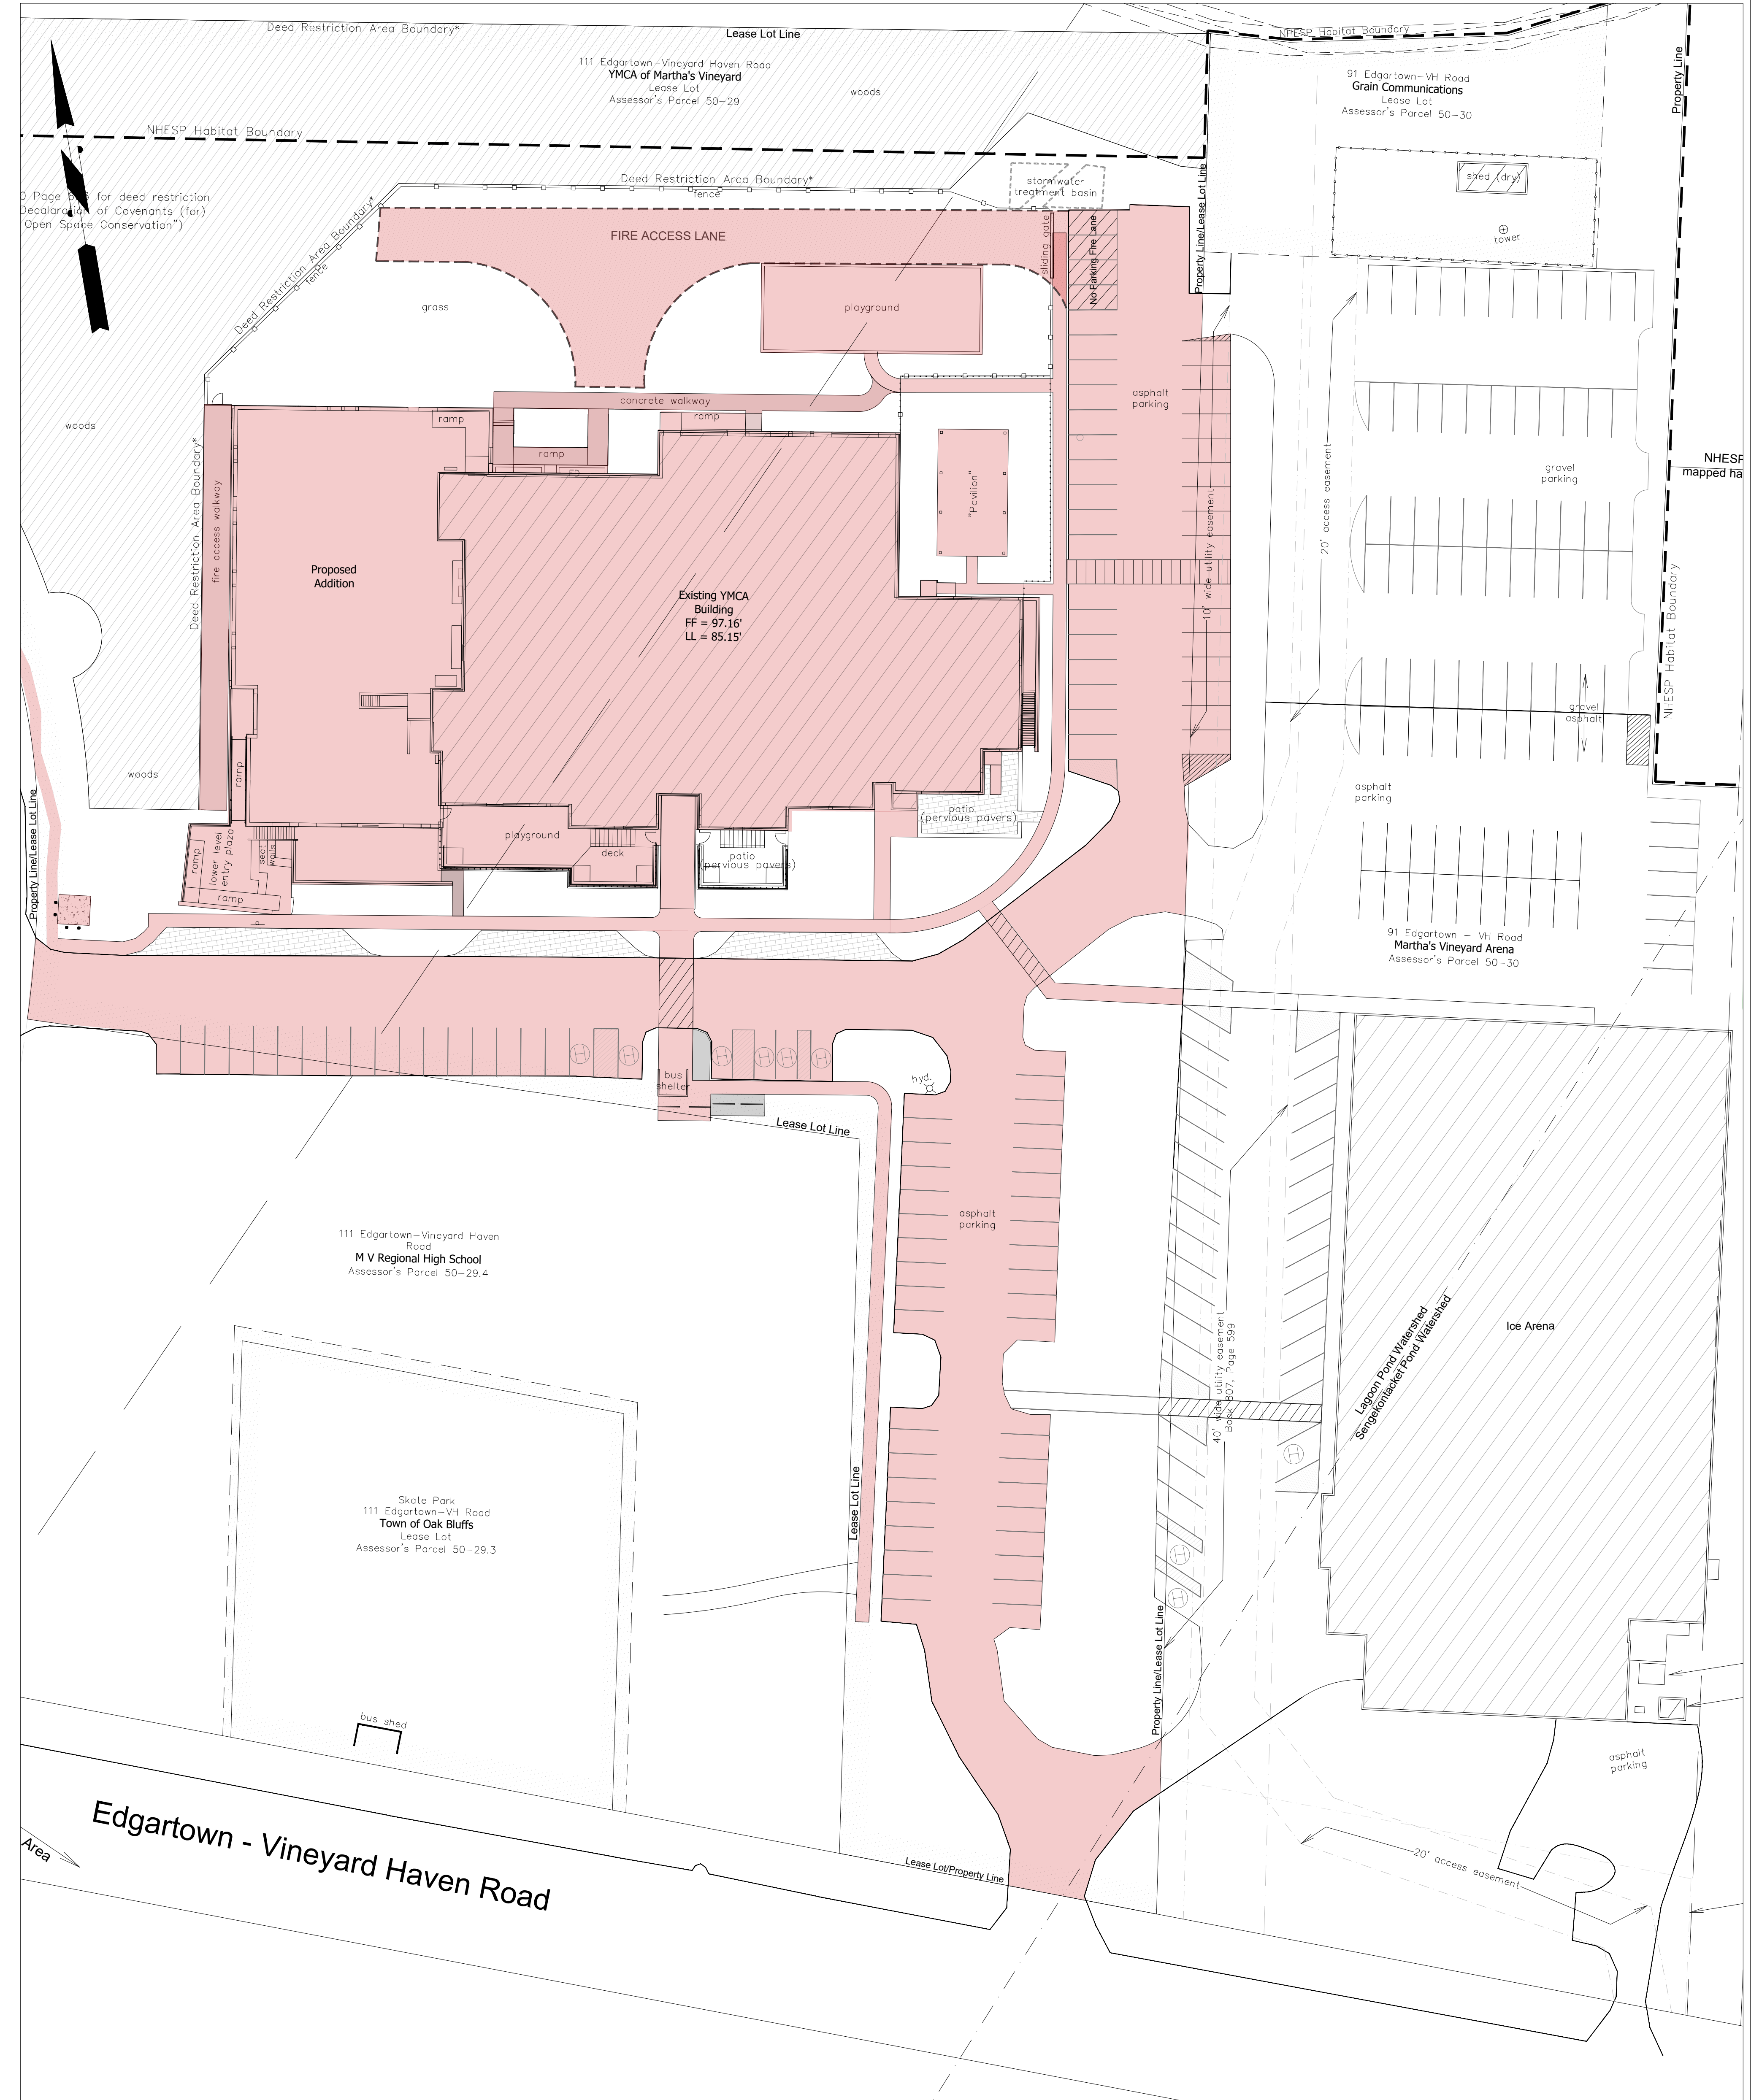 Deed Restriction Area Boundary*
Lease Lot Line
NHESP Habitat Boundary
Property Line
111 Edgartown-Vineyard Haven Road
YMCA of Martha's Vineyard
Lease Lot
Assessor's Parcel 50-29
woods
91 Edgartown-VH Road
Grain Communications
Lease Lot
Assessor's Parcel 50-30
NHESP Habitat Boundary
shed (dry)
tower
stormwater
treatment basin
Deed Restriction Area Boundary*
fence
Page
for deed restriction
of Covenants (for)
Open Space Conservation")
Deed Restriction Area Boundary*
fence
FIRE ACCESS LANE
sliding gate
No Parking Fire Lane
Property Line/Lease Lot Line
grass
playground
asphalt
parking
concrete walkway
ramp
ramp
ramp
FD
woods
Deed Restriction Area Boundary*
fire access walkway
"Pavilion"
10' wide utility easement
20' access easement
gravel
parking
NHESP
mapped ha
Proposed
Addition
Existing YMCA
Building
FF = 97.16'
LL = 85.15'
NHESP Habitat Boundary
gravel
asphalt
woods
ramp
asphalt
parking
Property Line/Lease Lot Line
patio
(pervious pavers)
playground
deck
patio
(pervious pavers)
ramp
lower level
entry plaza
seat
walls
ramp
91 Edgartown - VH Road
Martha's Vineyard Arena
Assessor's Parcel 50-30
H
H
H
H
H
H
bus
shelter
hyd.
Lease Lot Line
asphalt
parking
111 Edgartown-Vineyard Haven
Road
M V Regional High School
Assessor's Parcel 50-29.4
40' wide utility easement
Book 807, Page 599
Lagoon Pond Watershed
Sengekontacket Pond Watershed
Ice Arena
H
Lease Lot Line
Skate Park
111 Edgartown-VH Road
Town of Oak Bluffs
Lease Lot
Assessor's Parcel 50-29.3
H
H
Property Line/Lease Lot Line
bus shed
asphalt
parking
Edgartown - Vineyard Haven Road
Area
Lease Lot/Property Line
20' access easement